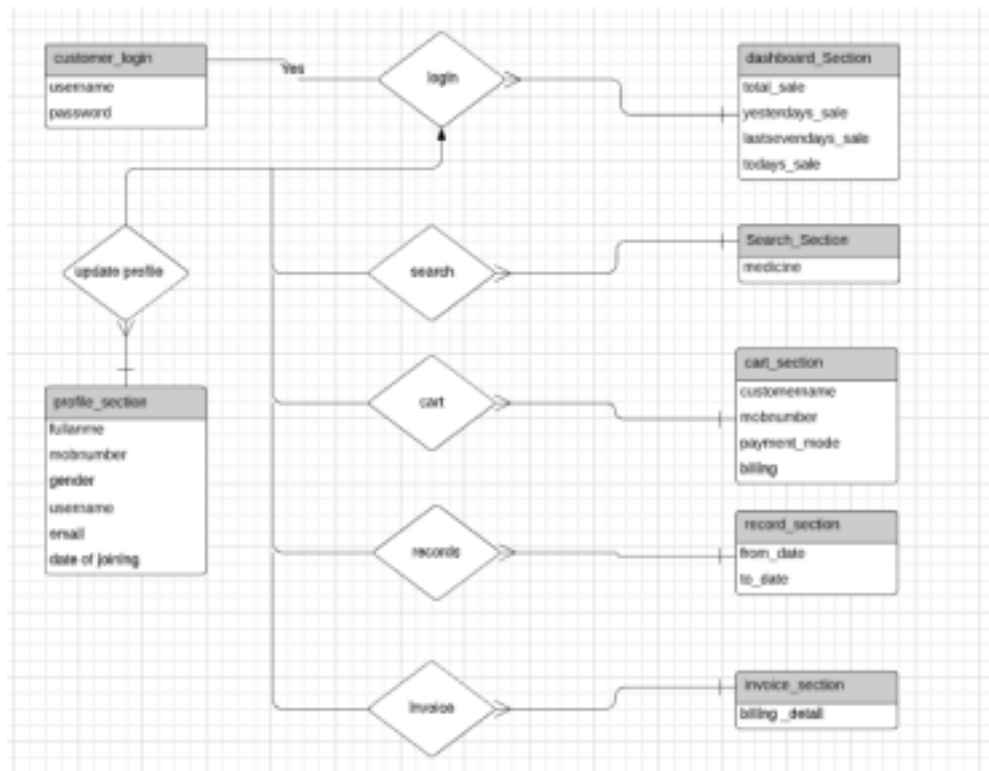 customer_login
username
password
Yes
login
dashboard_Section
total_sale
yesterdays_sale
lastsevendays_sale
todays_sale
update profile
search
Search_Section
medicine
profile_section
fullanme
mobnumber
gender
username
email
date of joining
cart
cart_section
customername
mobnumber
payment_mode
billing
records
record_section
from_date
to_date
Invoice
invoice_section
billing _detail